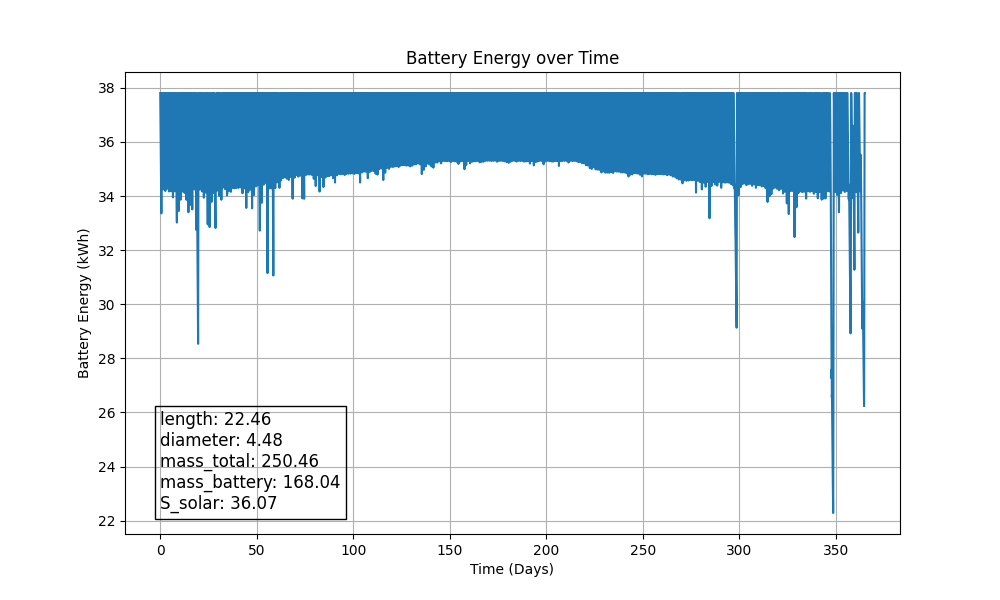 Battery Energy over Time
Battery Energy (kWh)
38
36
34
32
30
28
26
24
22
length: 22.46
diameter: 4.48
mass_total: 250.46
mass_battery: 168.04
S_solar: 36.07
0 50 100 150 200 250 300 350
Time (Days)